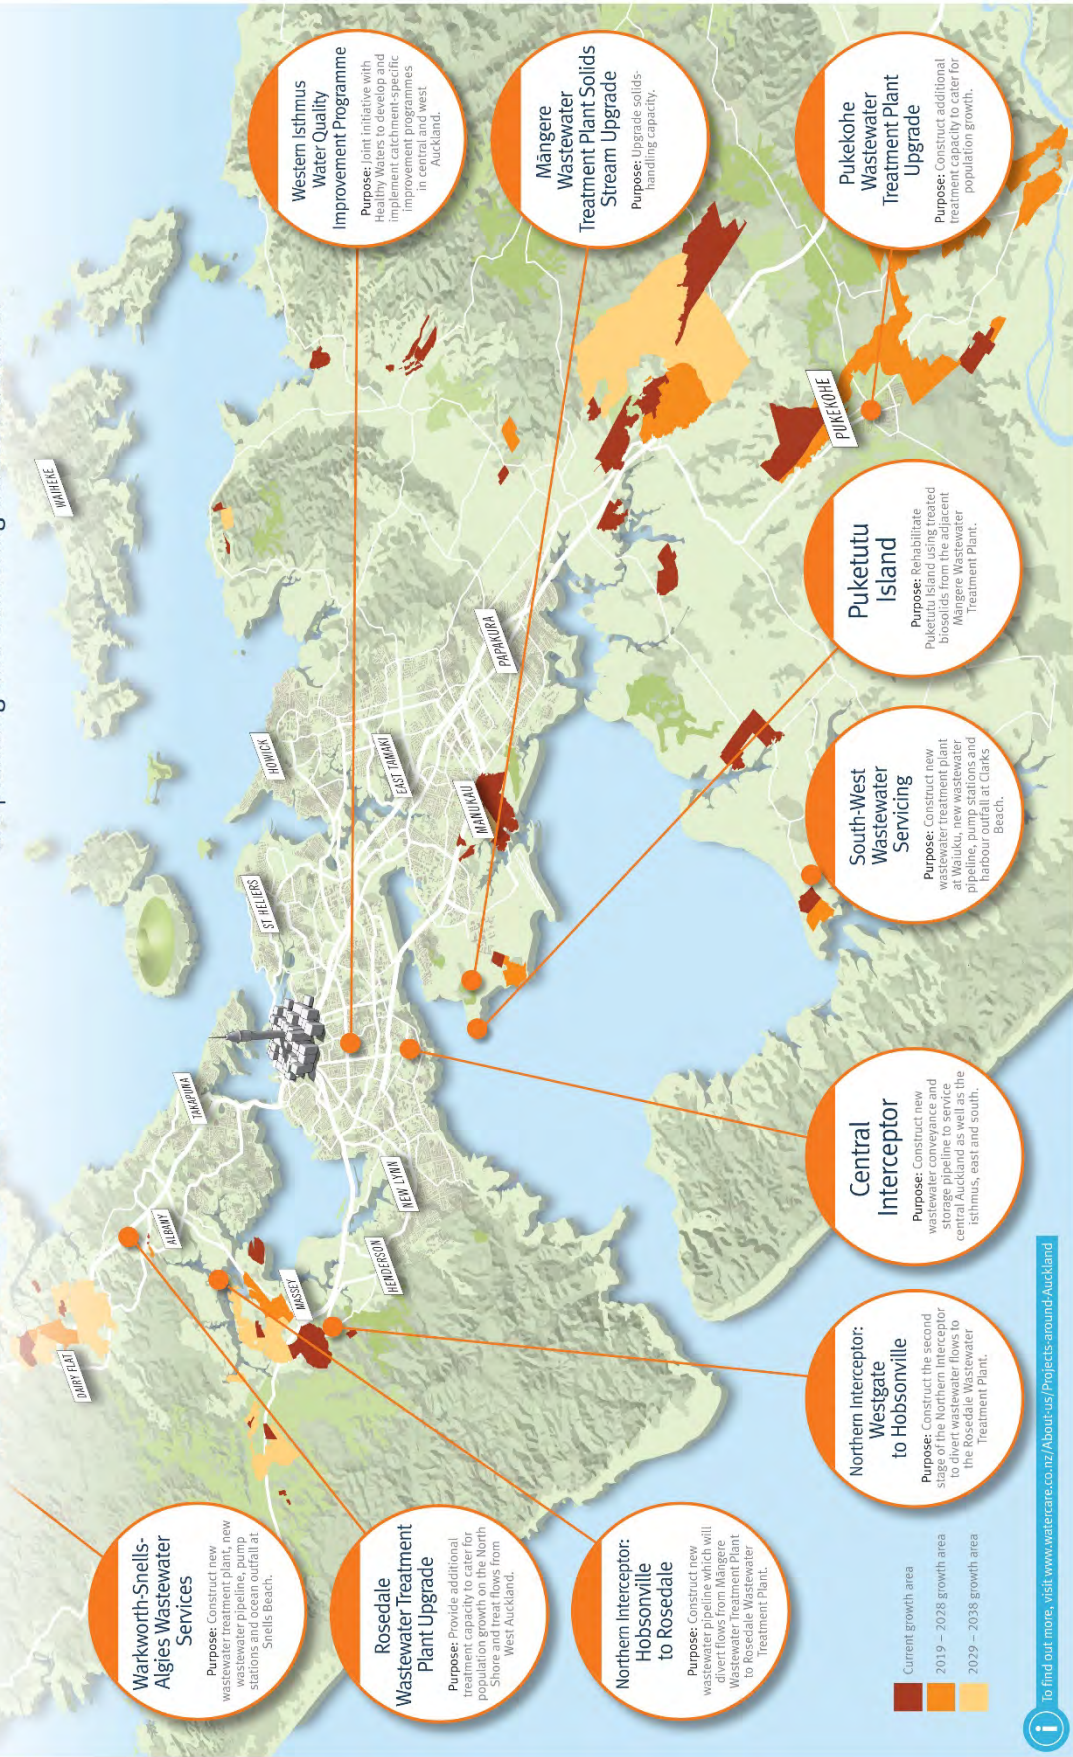 Warkworth-Snells-
Algies Wastewater
Services
Purpose: Construct new
wastewater treatment plant, new
wastewater pipeline, pump
stations and ocean outfall at
Snells Beach.
Rosedale
Wastewater Treatment
Plant Upgrade
Purpose: Provide additional
treatment capacity to cater for
population growth on the North
Shore and treat flows from
West Auckland.
Northern Interceptor:
Hobsonville
to Rosedale
Purpose: Construct new
wastewater pipeline which will
divert flows from Māngere
Wastewater Treatment Plant
to Rosedale Wastewater
Treatment Plant.
Northern Interceptor:
Westgate
to Hobsonville
Purpose: Construct the second
stage of the Northern Interceptor
to divert wastewater flows to
the Rosedale Wastewater
Treatment Plant.
Central
Interceptor
Purpose: Construct new
wastewater conveyance and
storage pipeline to service
central Auckland as well as the
isthmus, east and south.
South-West
Wastewater
Servicing
Purpose: Construct new
wastewater treatment plant
at Waiuku, new wastewater
pipeline, pump stations and
harbour outfall at Clarks
Beach.
Puketutu
Island
Purpose: Rehabilitate
Puketutu Island using treated
biosolids from the adjacent
Māngere Wastewater
Treatment Plant.
Western Isthmus
Water Quality
Improvement Programme
Purpose: Joint initiative with
Healthy Waters to develop and
implement catchment-specific
improvement programmes
in central and west
Auckland.
Māngere
Wastewater
Treatment Plant Solids
Stream Upgrade
Purpose: Upgrade solids-
handling capacity.
Pukekohe
Wastewater
Treatment Plant
Upgrade
Purpose: Construct additional
treatment capacity to cater for
population growth.
DAIRY FLAT
ALBANY
TAKAPUNA
MASSEY
HENDERSON
NEW LYNN
ST HELIERS
HOWICK
EAST TAMAKI
MANUKAU
PAPAKURA
WAIHEKE
PUKEKOHE
Current growth area
2019 – 2028 growth area
2029 – 2038 growth area
i To find out more, visit www.watercare.co.nz/About-us/Projects-around-Auckland